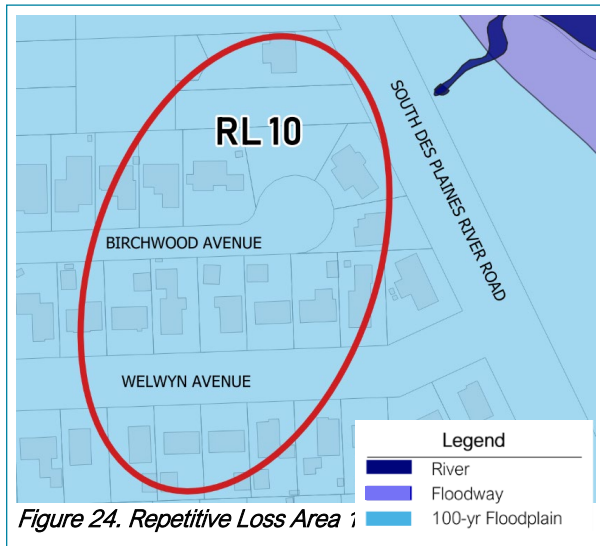 RL 10
SOUTH DES PLAINES RIVER ROAD
BIRCHWOOD AVENUE
WELWYN AVENUE
Legend
River
Floodway
100-yr Floodplain
Figure 24. Repetitive Loss Area 1